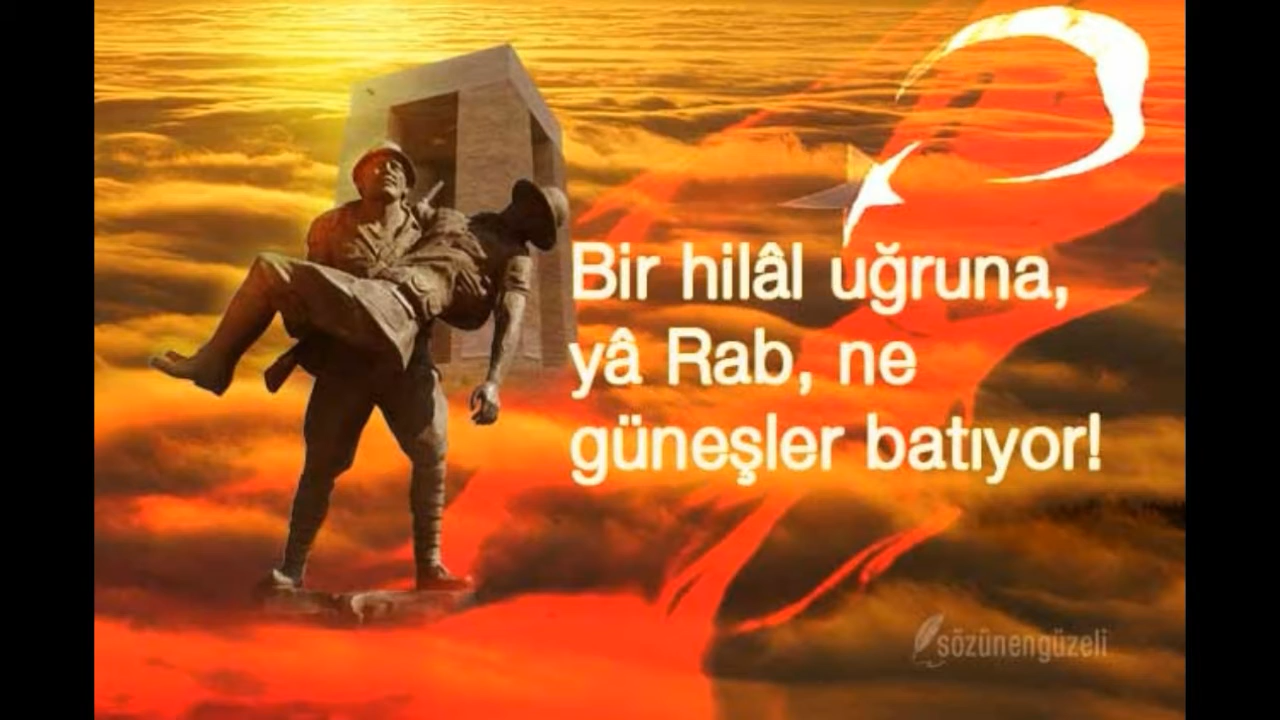 Bir hilâl uğruna,
yâ Rab, ne
güneşler batıyor!
sözünengüzeli